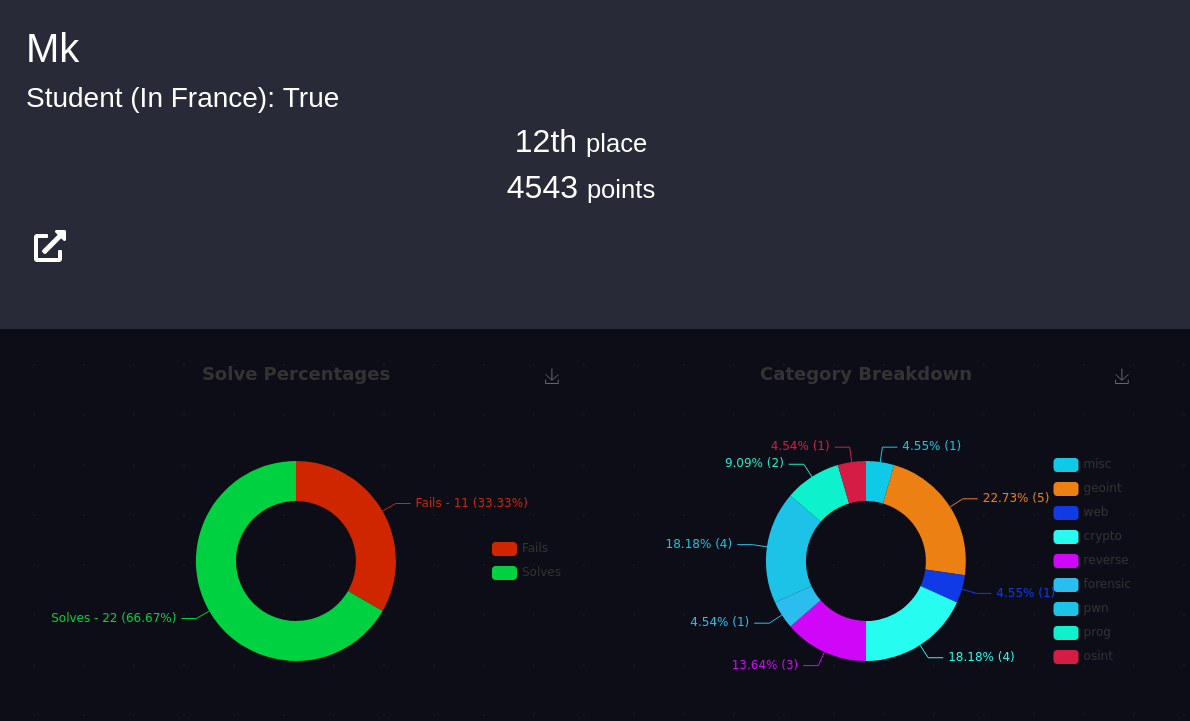 Mk
Student (In France): True
12th place
4543 points
Solve Percentages
Fails - 11 (33.33%)
Solves - 22 (66.67%)
Fails
Solves
Category Breakdown
4.54% (1)
4.55% (1)
9.09% (2)
22.73% (5)
18.18% (4)
4.55% (1)
4.54% (1)
18.18% (4)
13.64% (3)
misc
geoint
web
crypto
reverse
forensic
pwn
prog
osint